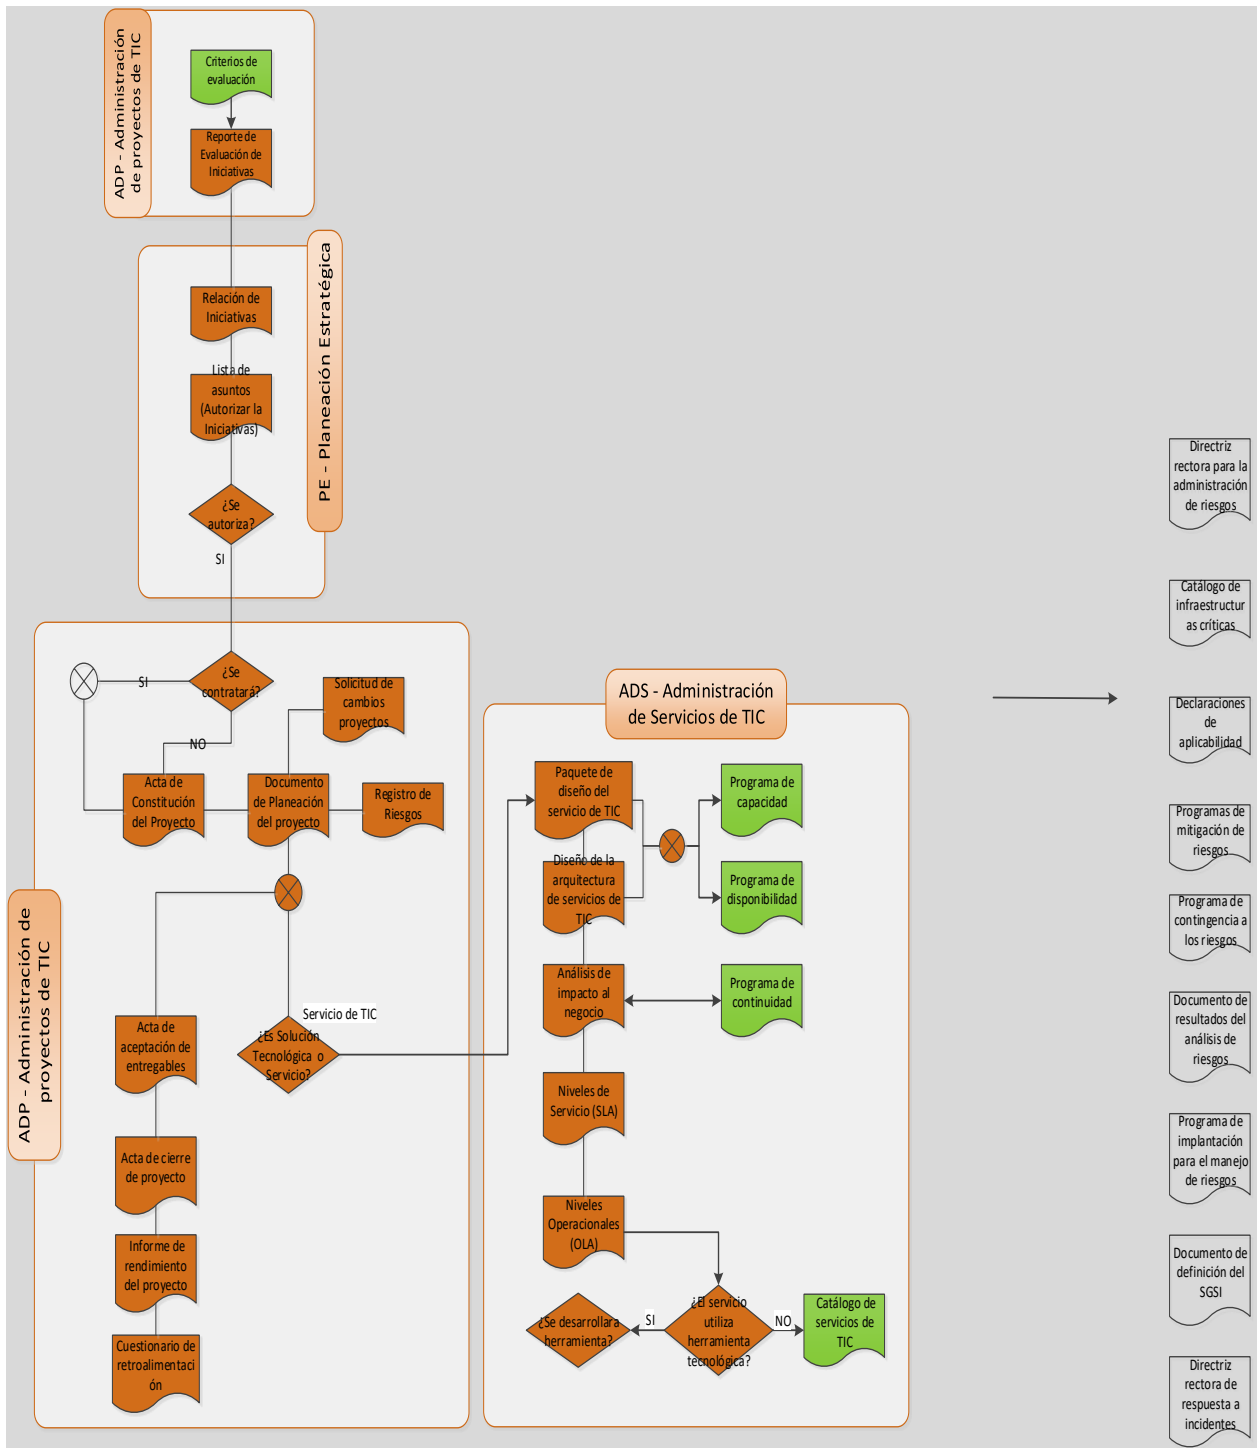 ADP - Administración
de proyectos de TIC
Criterios de
evaluación
Reporte de
Evaluación de
Iniciativas
PE - Planeación Estratégica
Relación de
Iniciativas
Lista de
asuntos
(Autorizar la
Iniciativas)
¿Se
autoriza?
SI
ADP - Administración de
proyectos de TIC
¿Se
contratará?
SI
NO
Solicitud de
cambios
proyectos
Acta de
Constitución
del Proyecto
Documento
de Planeación
del proyecto
Registro de
Riesgos
Servicio de TIC
¿Es Solución
Tecnológica o
Servicio?
Acta de
aceptación de
entregables
Acta de cierre
de proyecto
Informe de
rendimiento
del proyecto
Cuestionario de
retroalimentaci
ón
ADS - Administración
de Servicios de TIC
Paquete de
diseño del
servicio de TIC
Programa de
capacidad
Diseño de la
arquitectura
de servicios de
TIC
Programa de
disponibilidad
Análisis de
impacto al
negocio
Programa de
continuidad
Niveles de
Servicio (SLA)
Niveles
Operacionales
(OLA)
¿Se desarrollara
herramienta?
SI
¿El servicio
utiliza
herramienta
tecnológica?
NO
Catálogo de
servicios de
TIC
Directriz
rectora para la
administración
de riesgos
Catálogo de
infraestructur
as críticas
Declaraciones
de
aplicabilidad
Programas de
mitigación de
riesgos
Programa de
contingencia a
los riesgos
Documento de
resultados del
análisis de
riesgos
Programa de
implantación
para el manejo
de riesgos
Documento de
definición del
SGSI
Directriz
rectora de
respuesta a
incidentes